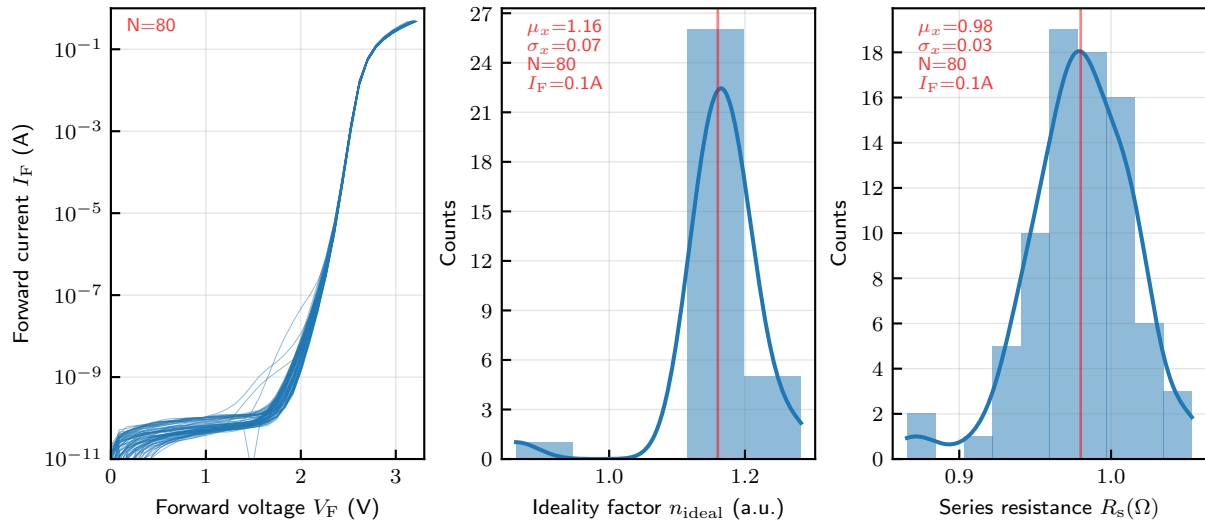 N=80
10⁻¹
10⁻³
10⁻⁵
10⁻⁷
10⁻⁹
10⁻¹¹
Forward current I_F (A)
0 1 2 3
Forward voltage V_F (V)
μ_x=1.16
σ_x=0.07
N=80
I_F=0.1A
27
24
21
18
15
12
9
6
3
0
Counts
1.0 1.2
Ideality factor n_ideal (a.u.)
μ_x=0.98
σ_x=0.03
N=80
I_F=0.1A
18
16
14
12
10
8
6
4
2
0
Counts
0.9 1.0
Series resistance R_s(Ω)